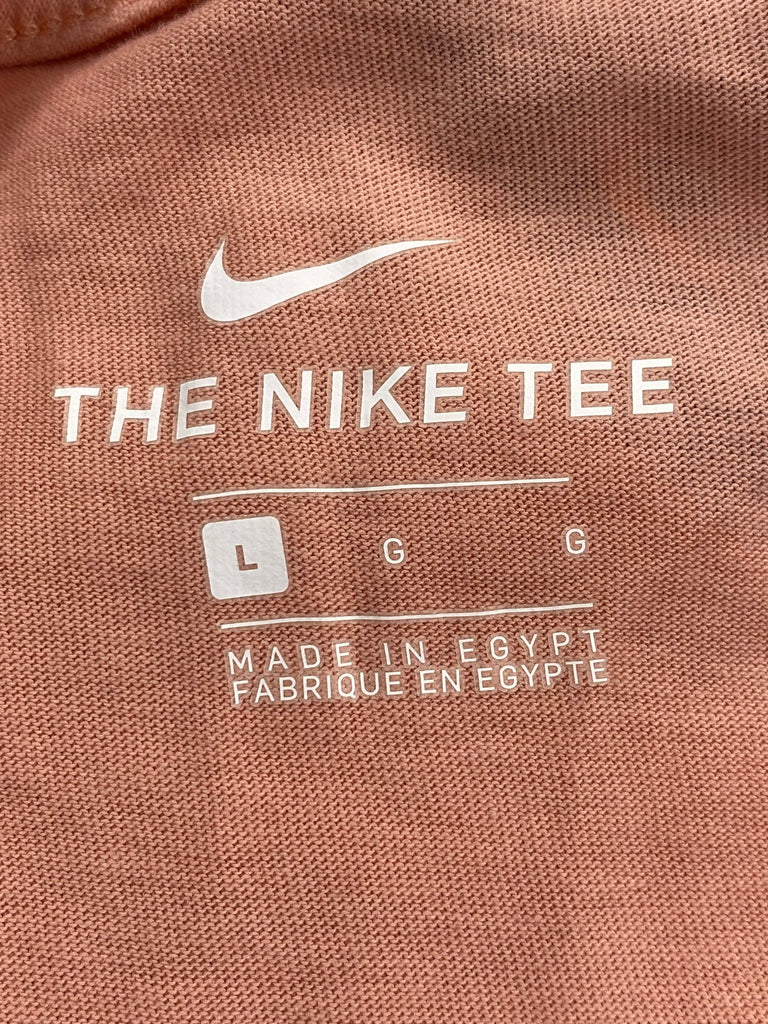 THE NIKE TEE
L G G
MADE IN EGYPT
FABRIQUE EN EGYPTE